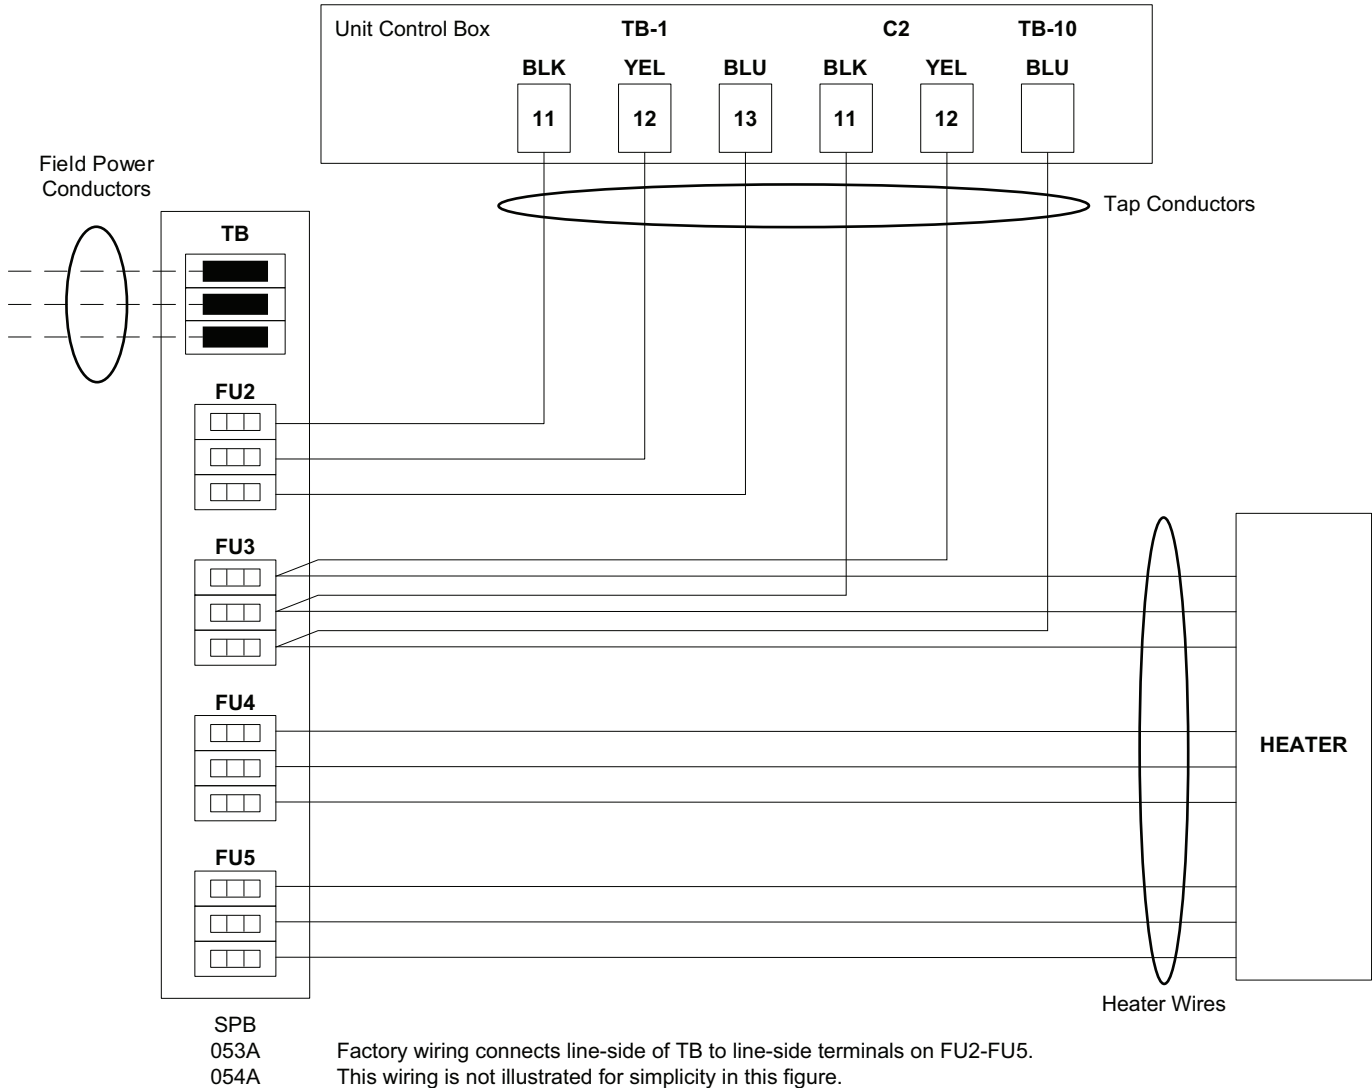 Unit Control Box TB-1 C2 TB-10
BLK YEL BLU BLK YEL BLU
11 12 13 11 12
Field Power
Conductors
Tap Conductors
TB
FU2
FU3
FU4
HEATER
FU5
Heater Wires
SPB
053A Factory wiring connects line-side of TB to line-side terminals on FU2-FU5.
054A This wiring is not illustrated for simplicity in this figure.